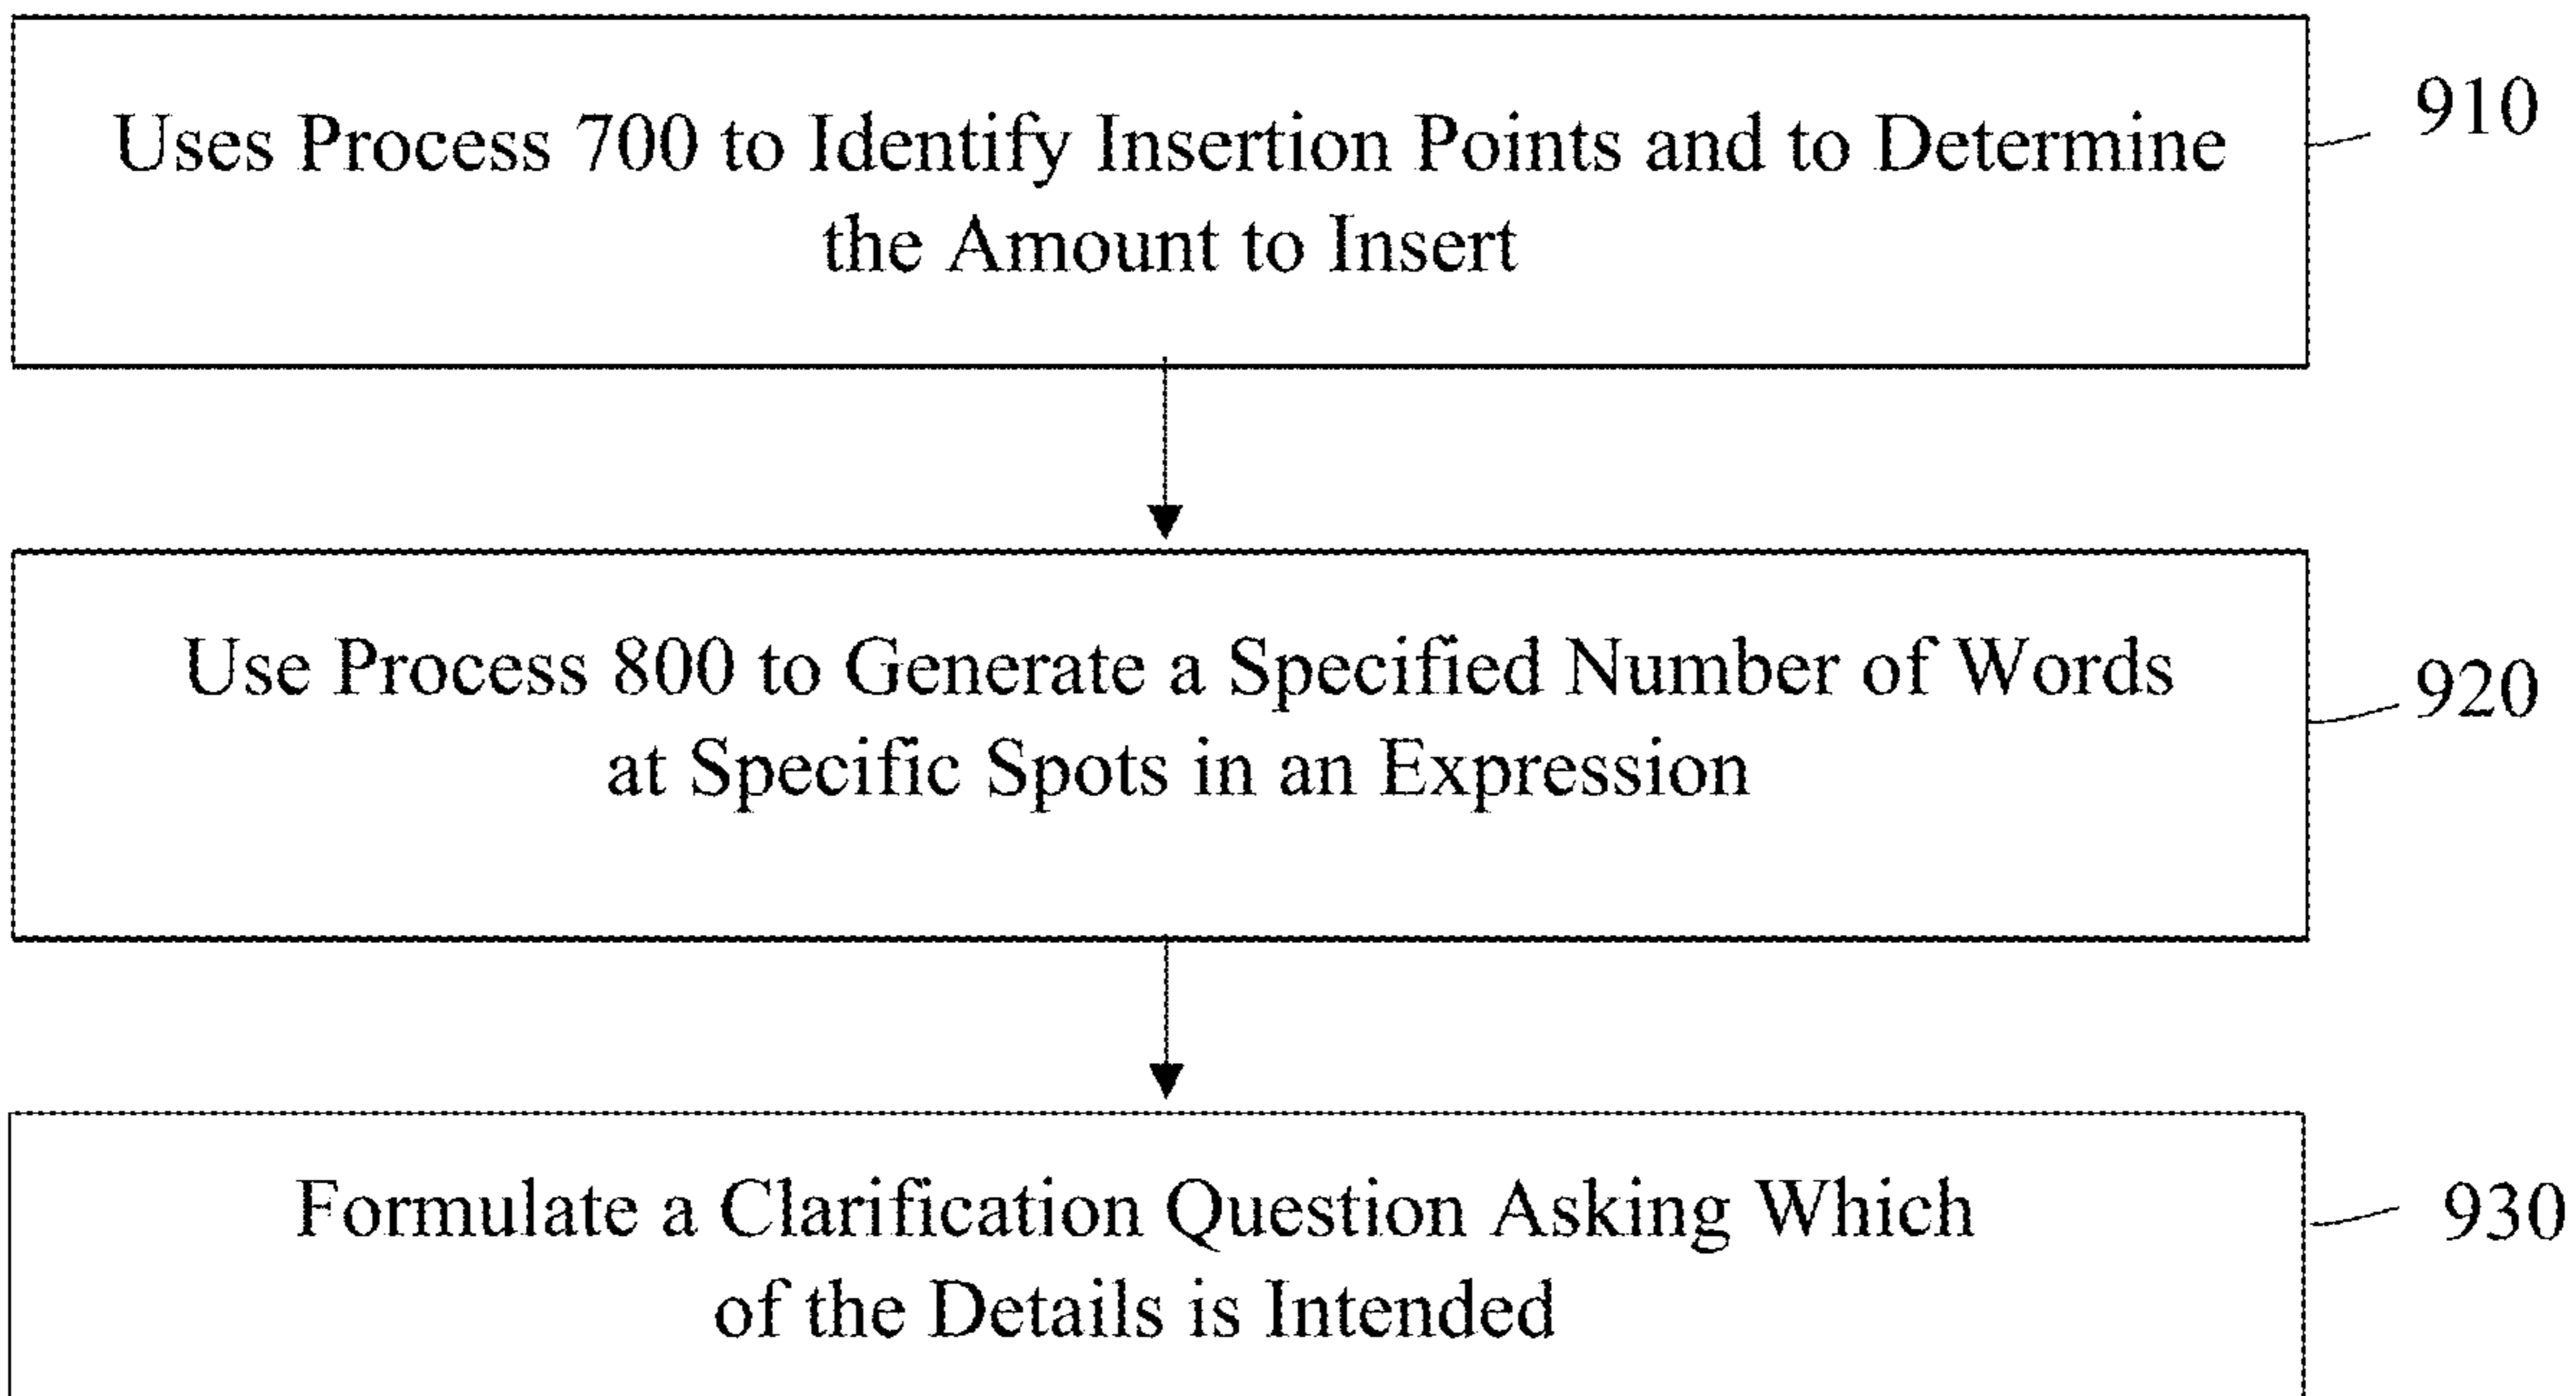 Uses Process 700 to Identify Insertion Points and to Determine
the Amount to Insert
910
Use Process 800 to Generate a Specified Number of Words
at Specific Spots in an Expression
920
Formulate a Clarification Question Asking Which
of the Details is Intended
930